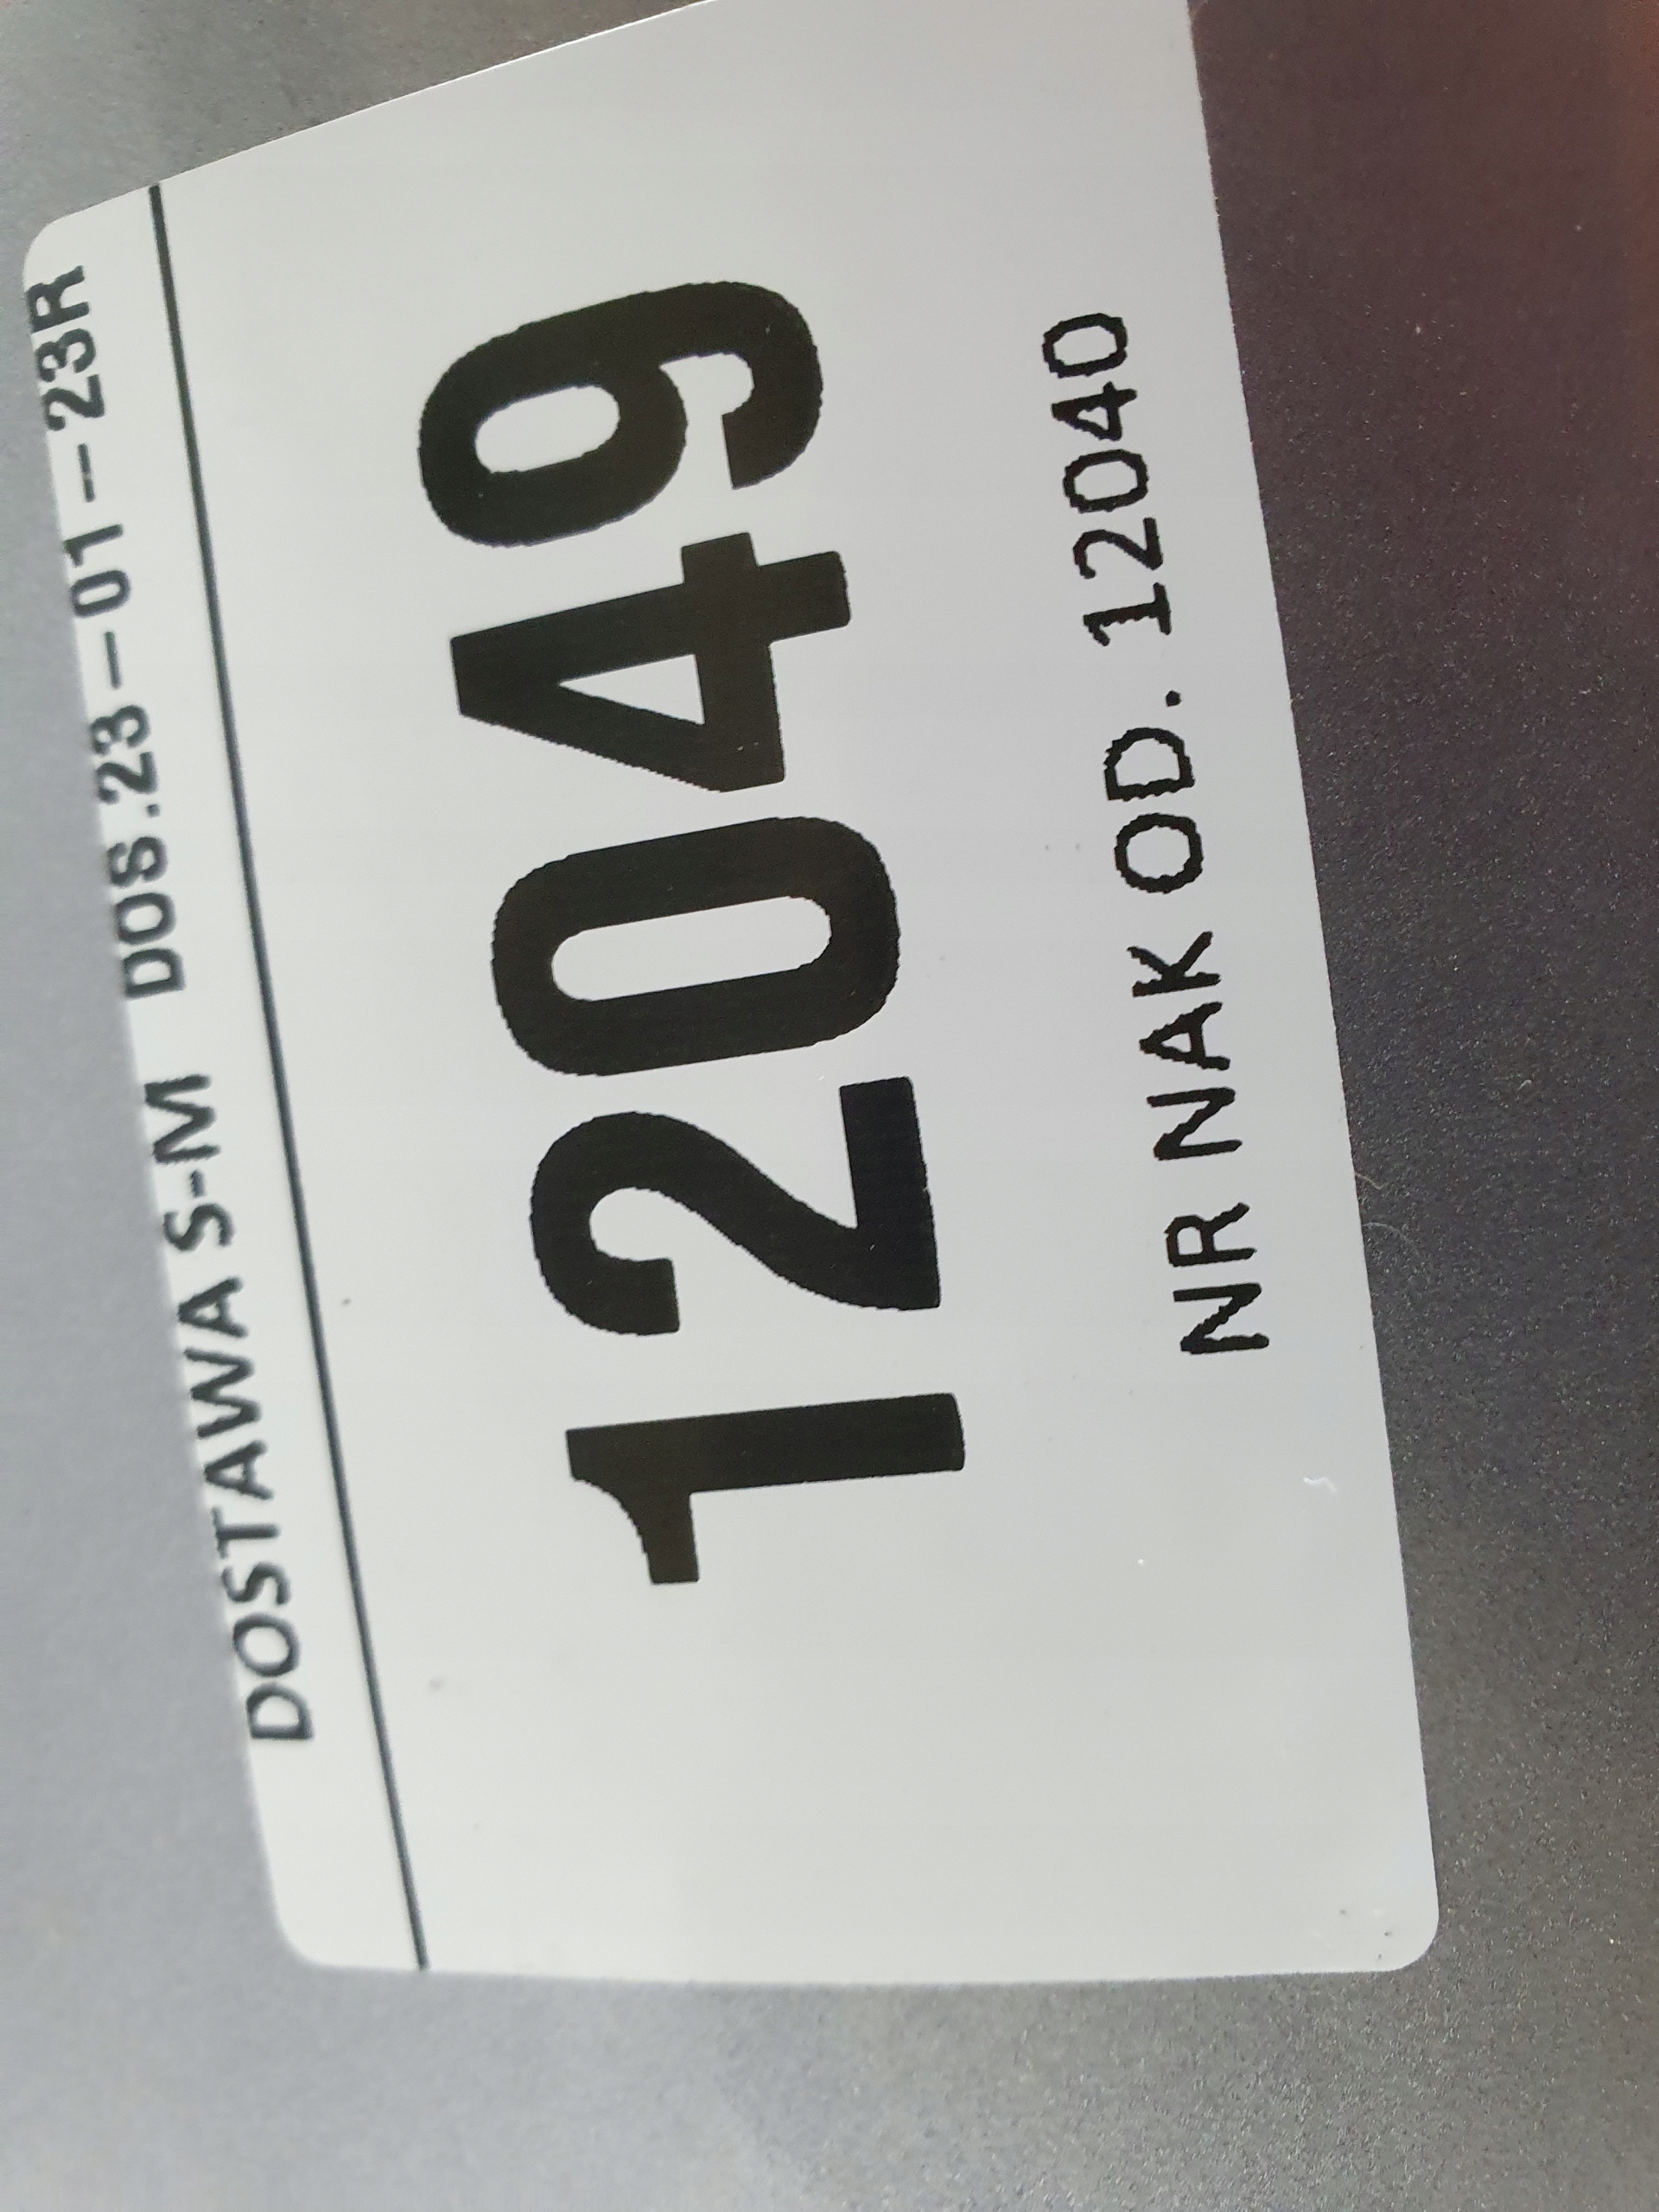 DOSTAWA S-M DOS.23-01-23R
12049
NR NAK OD. 12040